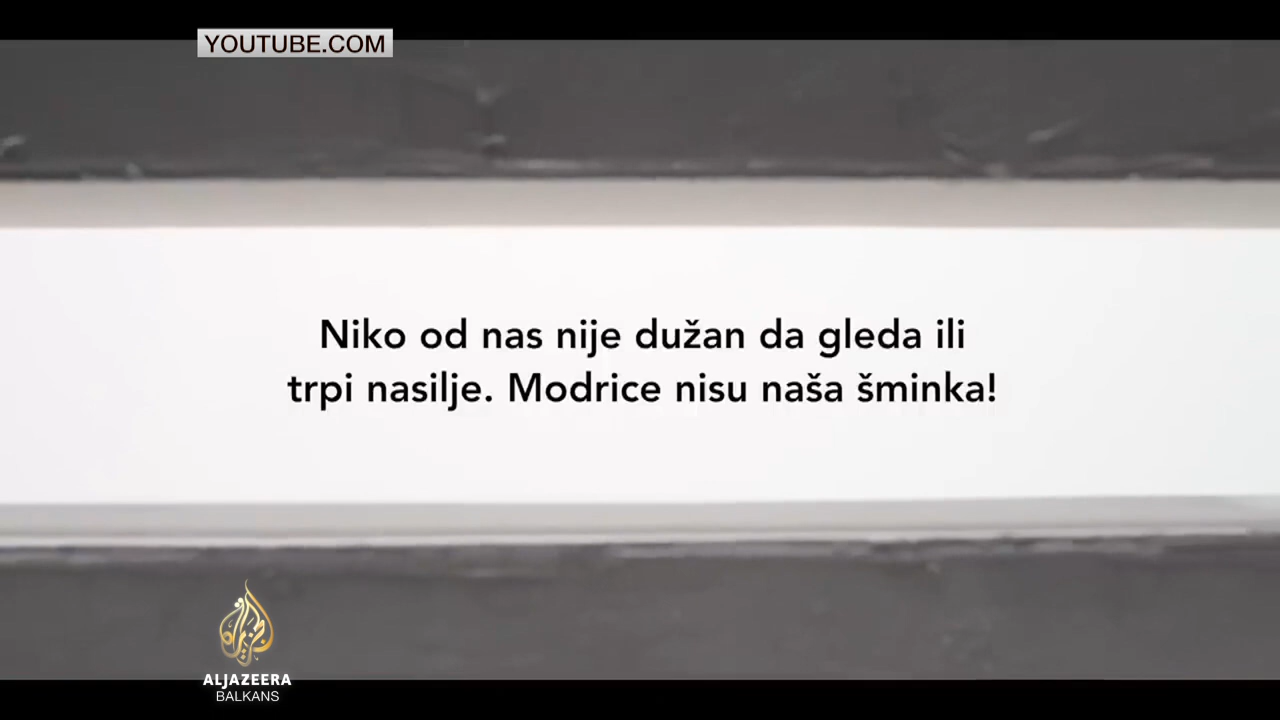 YOUTUBE.COM
Niko od nas nije dužan da gleda ili
trpi nasilje. Modrice nisu naša šminka!
ALJAZEERA
BALKANS